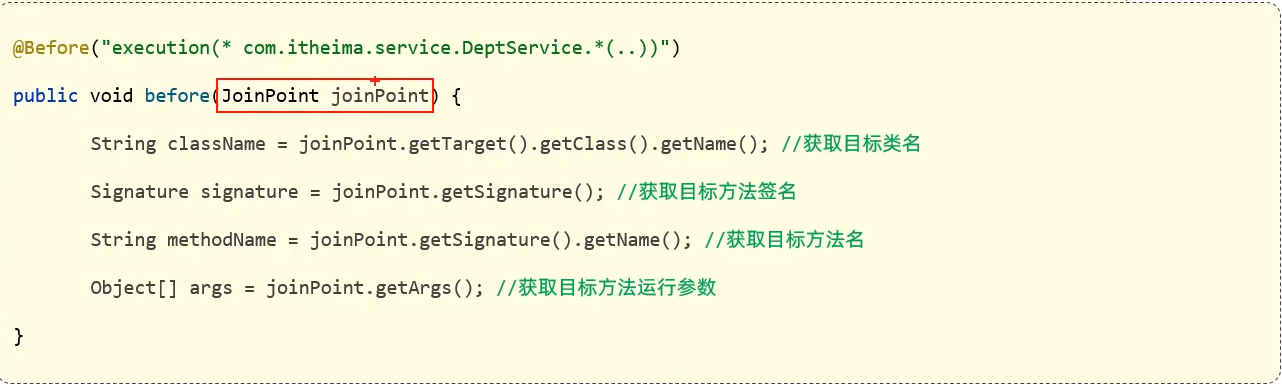 @Before("execution(* com.itheima.service.DeptService.*(..))")
public void before(JoinPoint joinPoint) {
String className = joinPoint.getTarget().getClass().getName(); //获取目标类名
Signature signature = joinPoint.getSignature(); //获取目标方法签名
String methodName = joinPoint.getSignature().getName(); //获取目标方法名
Object[] args = joinPoint.getArgs(); //获取目标方法运行参数
}